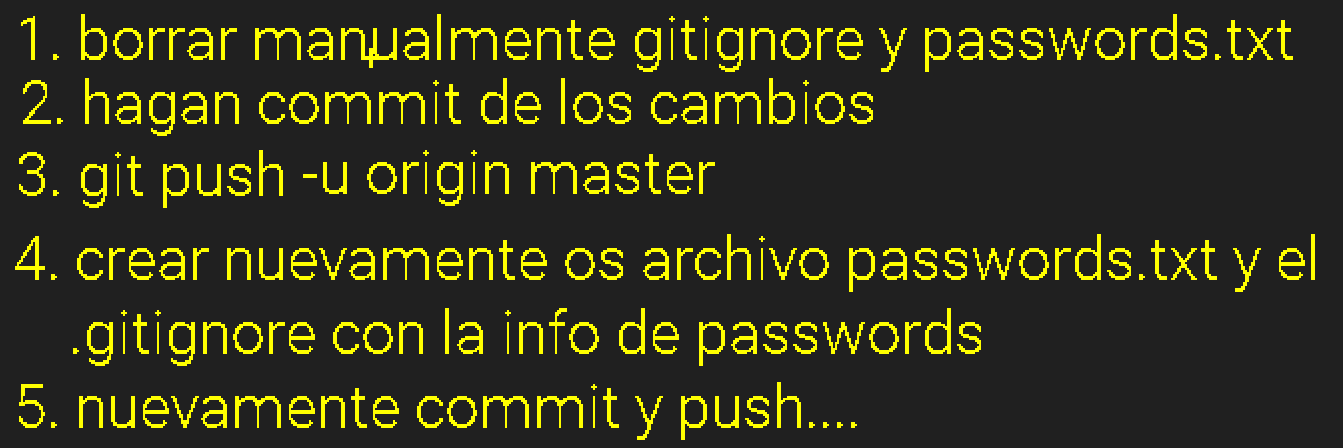 1. borrar manualmente gitignore y passwords.txt
2. hagan commit de los cambios
3. git push -u origin master
4. crear nuevamente os archivo passwords.txt y el
.gitignore con la info de passwords
5. nuevamente commit y push....